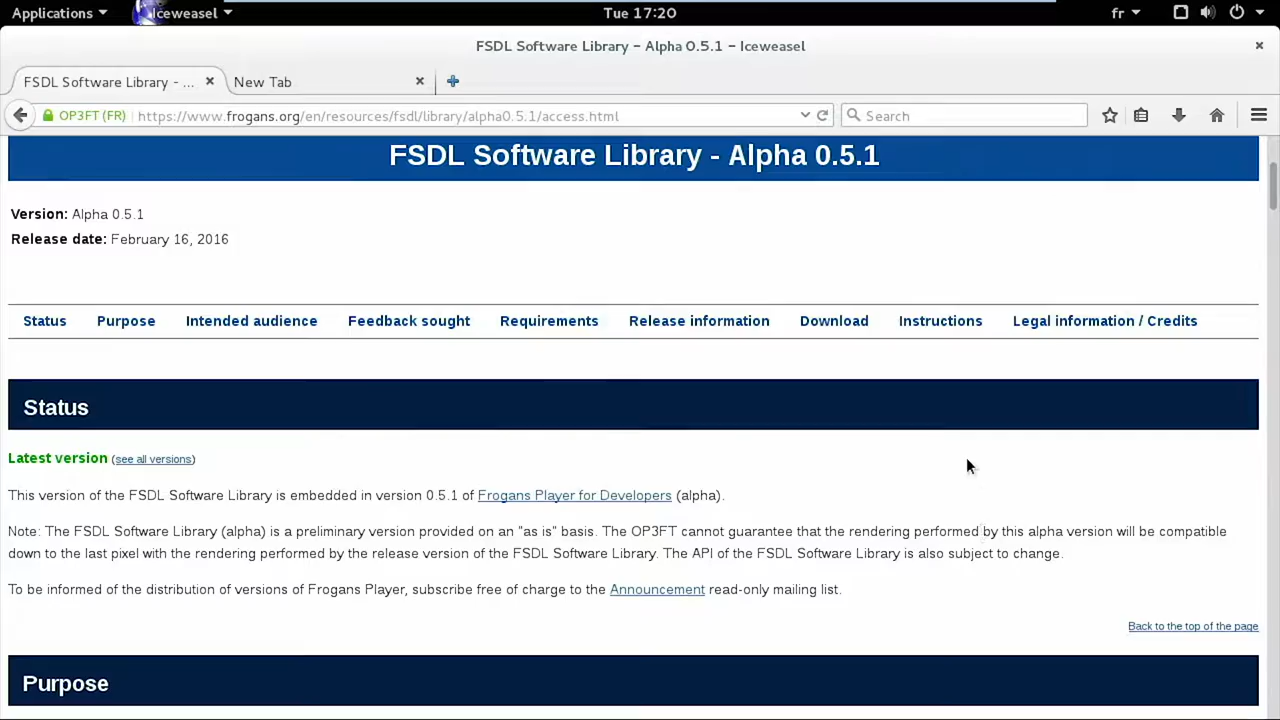 Applications Iceweasel Tue 17:20 fr
FSDL Software Library - Alpha 0.5.1 - Iceweasel
FSDL Software Library - ... New Tab
OP3FT (FR) https://www.frogans.org/en/resources/fsdl/library/alpha0.5.1/access.html Search
FSDL Software Library - Alpha 0.5.1
Version: Alpha 0.5.1
Release date: February 16, 2016
Status Purpose Intended audience Feedback sought Requirements Release information Download Instructions Legal information / Credits
Status
Latest version (see all versions)
This version of the FSDL Software Library is embedded in version 0.5.1 of Frogans Player for Developers (alpha).
Note: The FSDL Software Library (alpha) is a preliminary version provided on an "as is" basis. The OP3FT cannot guarantee that the rendering performed by this alpha version will be compatible
down to the last pixel with the rendering performed by the release version of the FSDL Software Library. The API of the FSDL Software Library is also subject to change.
To be informed of the distribution of versions of Frogans Player, subscribe free of charge to the Announcement read-only mailing list.
Back to the top of the page
Purpose